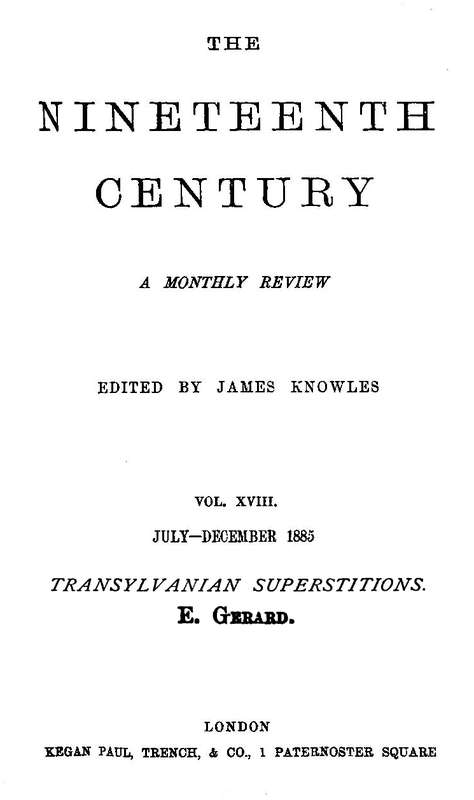 THE
NINETEENTH
CENTURY
A MONTHLY REVIEW
EDITED BY JAMES KNOWLES
VOL. XVIII.
JULY—DECEMBER 1885
TRANSYLVANIAN SUPERSTITIONS.
E. GERARD.
LONDON
KEGAN PAUL, TRENCH, & CO., 1 PATERNOSTER SQUARE